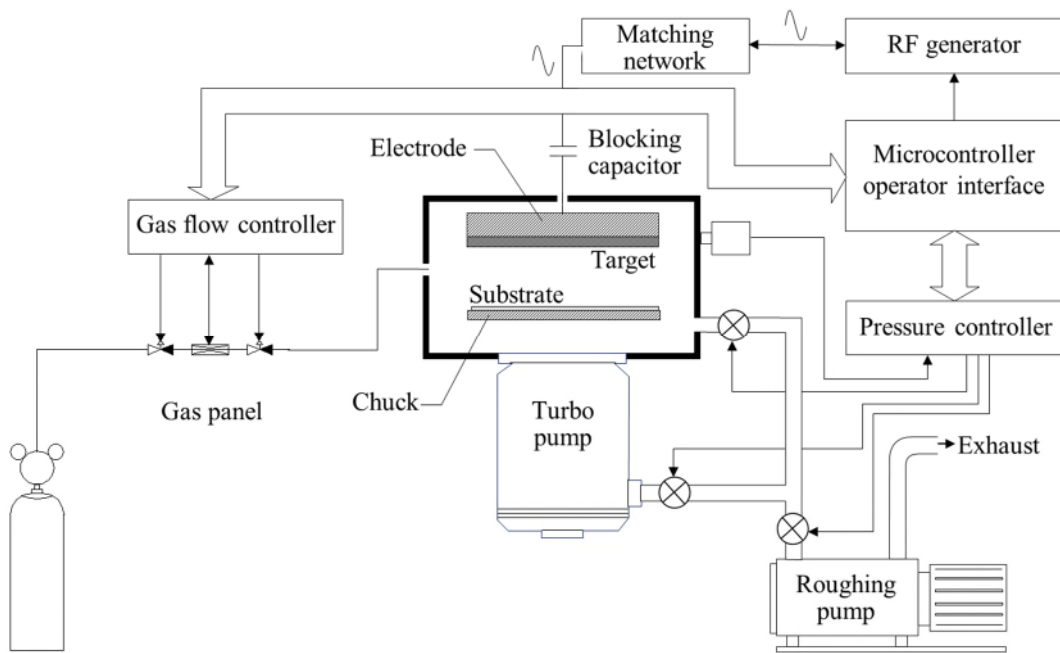 Matching
network
RF generator
Blocking
capacitor
Electrode
Microcontroller
operator interface
Gas flow controller
Target
Substrate
Pressure controller
Chuck
Gas panel
Turbo
pump
Exhaust
Roughing
pump